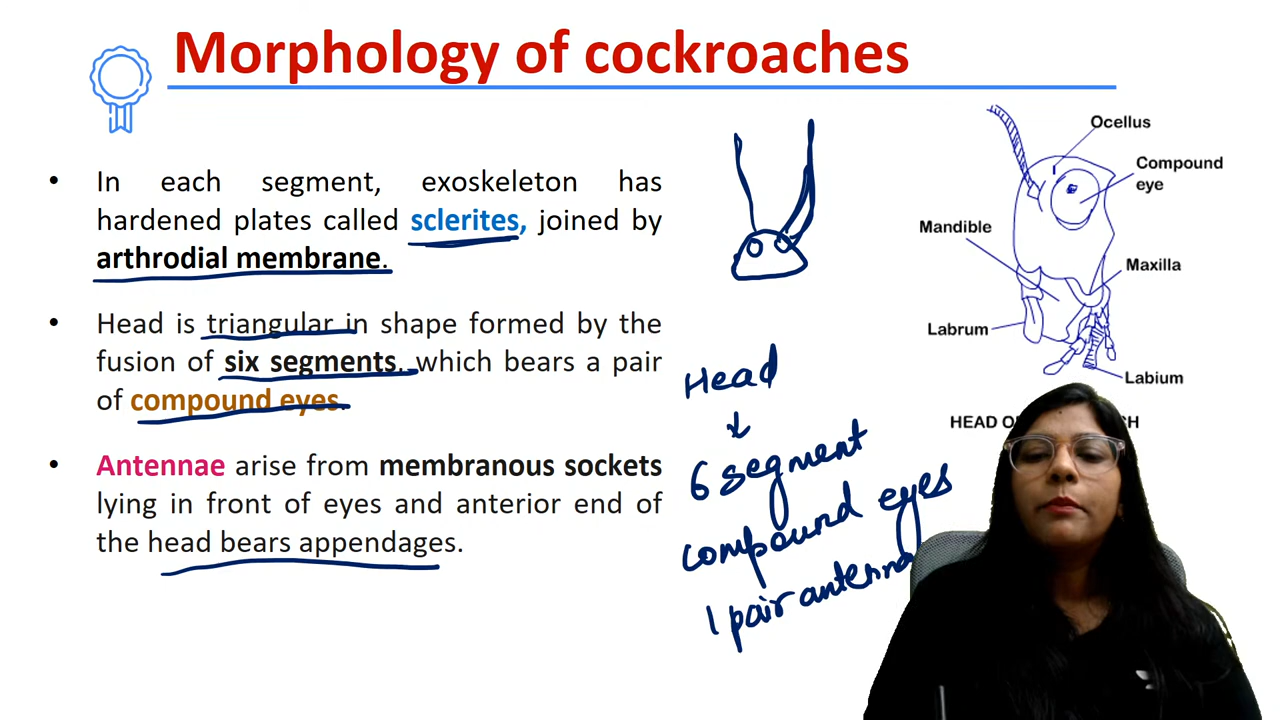 Morphology of cockroaches
In each segment, exoskeleton has
hardened plates called sclerites, joined by
arthrodial membrane.
Head is triangular in shape formed by the
fusion of six segments, which bears a pair
of compound eyes.
Antennae arise from membranous sockets
lying in front of eyes and anterior end of
the head bears appendages.
Head
6 segment
compound eyes
1 pair antenna
Ocellus
Compound
eye
Mandible
Maxilla
Labrum
Labium
HEAD